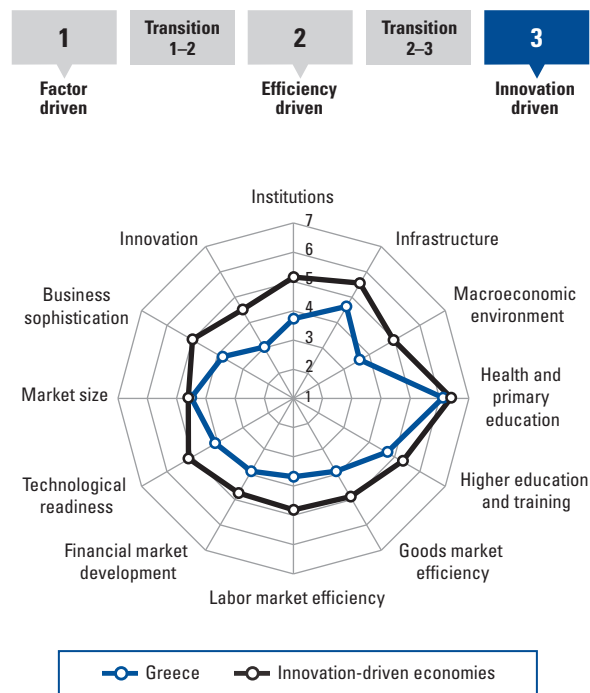 1
Transition
1–2
2
Transition
2–3
3
Factor
driven
Efficiency
driven
Innovation
driven
Institutions
Infrastructure
Macroeconomic
environment
Health and
primary
education
Higher education
and training
Goods market
efficiency
Labor market efficiency
Financial market
development
Technological
readiness
Market size
Business
sophistication
Innovation
7
6
5
4
3
2
1
Greece
Innovation-driven economies